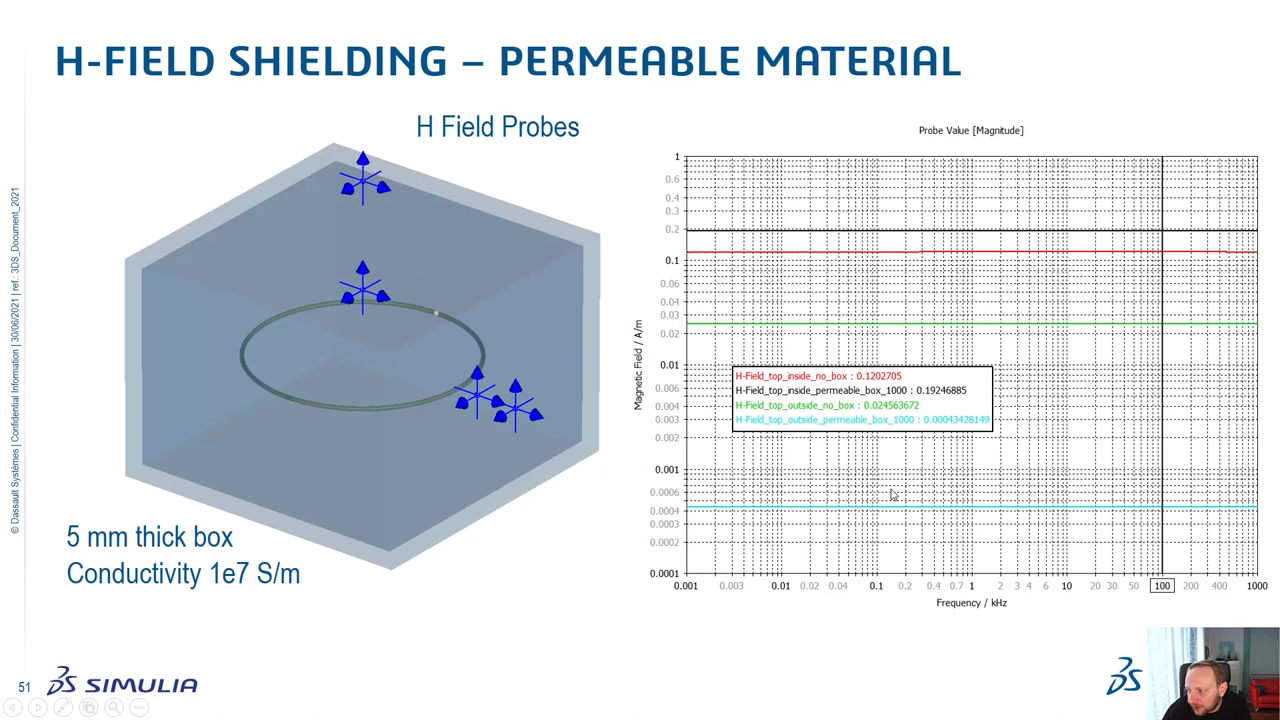 H-FIELD SHIELDING – PERMEABLE MATERIAL
© Dassault Systèmes | Confidential Information | 30/06/2021 | ref.: 3DS_Document_2021
H Field Probes
5 mm thick box
Conductivity 1e7 S/m
Probe Value [Magnitude]
Magnetic Field / A/m
1
0.6
0.4
0.3
0.2
0.1
0.06
0.04
0.03
0.02
0.01
0.006
0.004
0.003
0.002
0.001
0.0006
0.0004
0.0003
0.0002
0.0001
H-Field_top_inside_no_box : 0.1202705
H-Field_top_inside_permeable_box_1000 : 0.19246885
H-Field_top_outside_no_box : 0.024563672
H-Field_top_outside_permeable_box_1000 : 0.00043428149
0.001 0.003 0.01 0.02 0.04 0.1 0.2 0.4 0.7 1 2 3 4 6 10 20 30 50 100 200 400 1000
Frequency / kHz
51
3DS SIMULIA
3DS